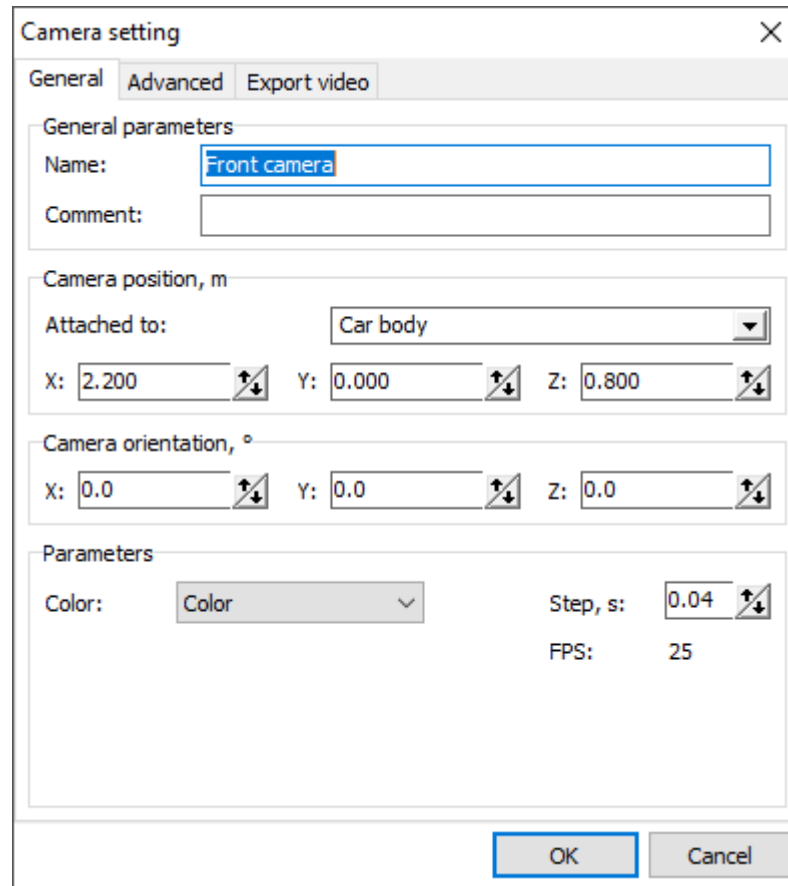 Camera setting
General Advanced Export video
General parameters
Name: Front camera
Comment:
Camera position, m
Attached to: Car body
X: 2.200 Y: 0.000 Z: 0.800
Camera orientation, °
X: 0.0 Y: 0.0 Z: 0.0
Parameters
Color: Color Step, s: 0.04
FPS: 25
OK Cancel